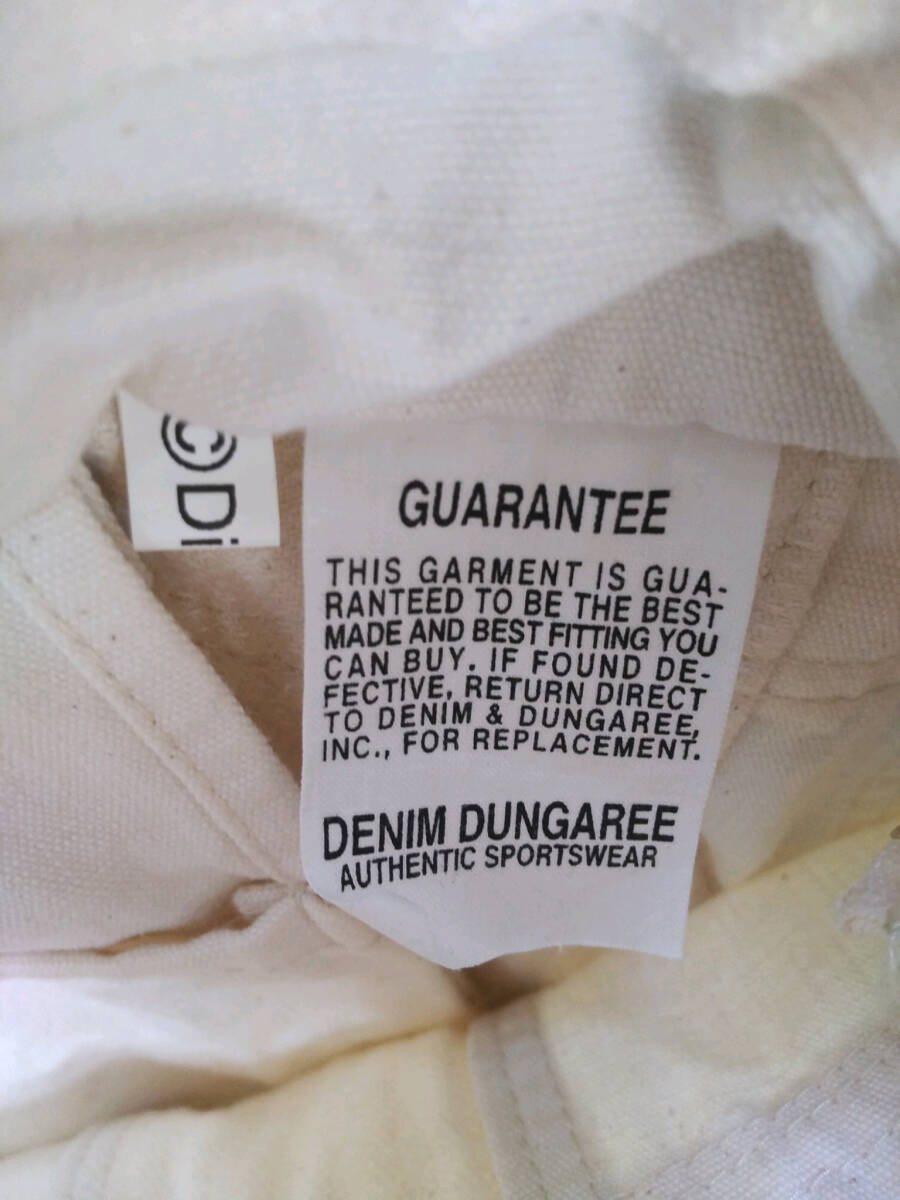 ©Di
GUARANTEE
THIS GARMENT IS GUA-
RANTEED TO BE THE BEST
MADE AND BEST FITTING YOU
CAN BUY. IF FOUND DE-
FECTIVE, RETURN DIRECT
TO DENIM & DUNGAREE,
INC., FOR REPLACEMENT.
DENIM DUNGAREE
AUTHENTIC SPORTSWEAR